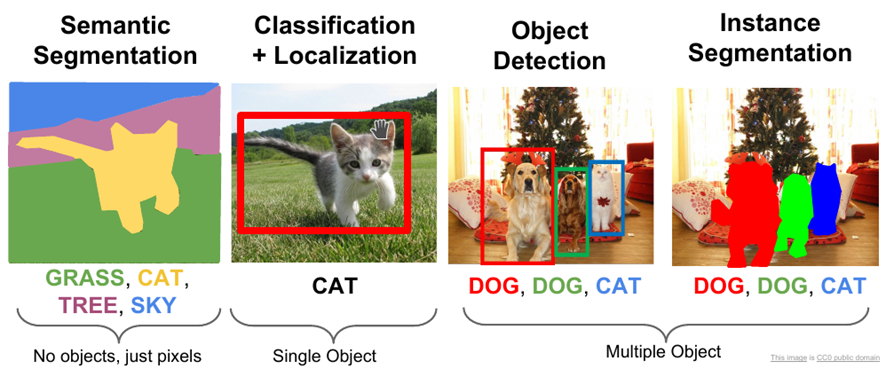 Semantic
Segmentation
Classification
+ Localization
Object
Detection
Instance
Segmentation
GRASS, CAT,
TREE, SKY
CAT
DOG, DOG, CAT
DOG, DOG, CAT
No objects, just pixels
Single Object
Multiple Object
This image is CC0 public domain